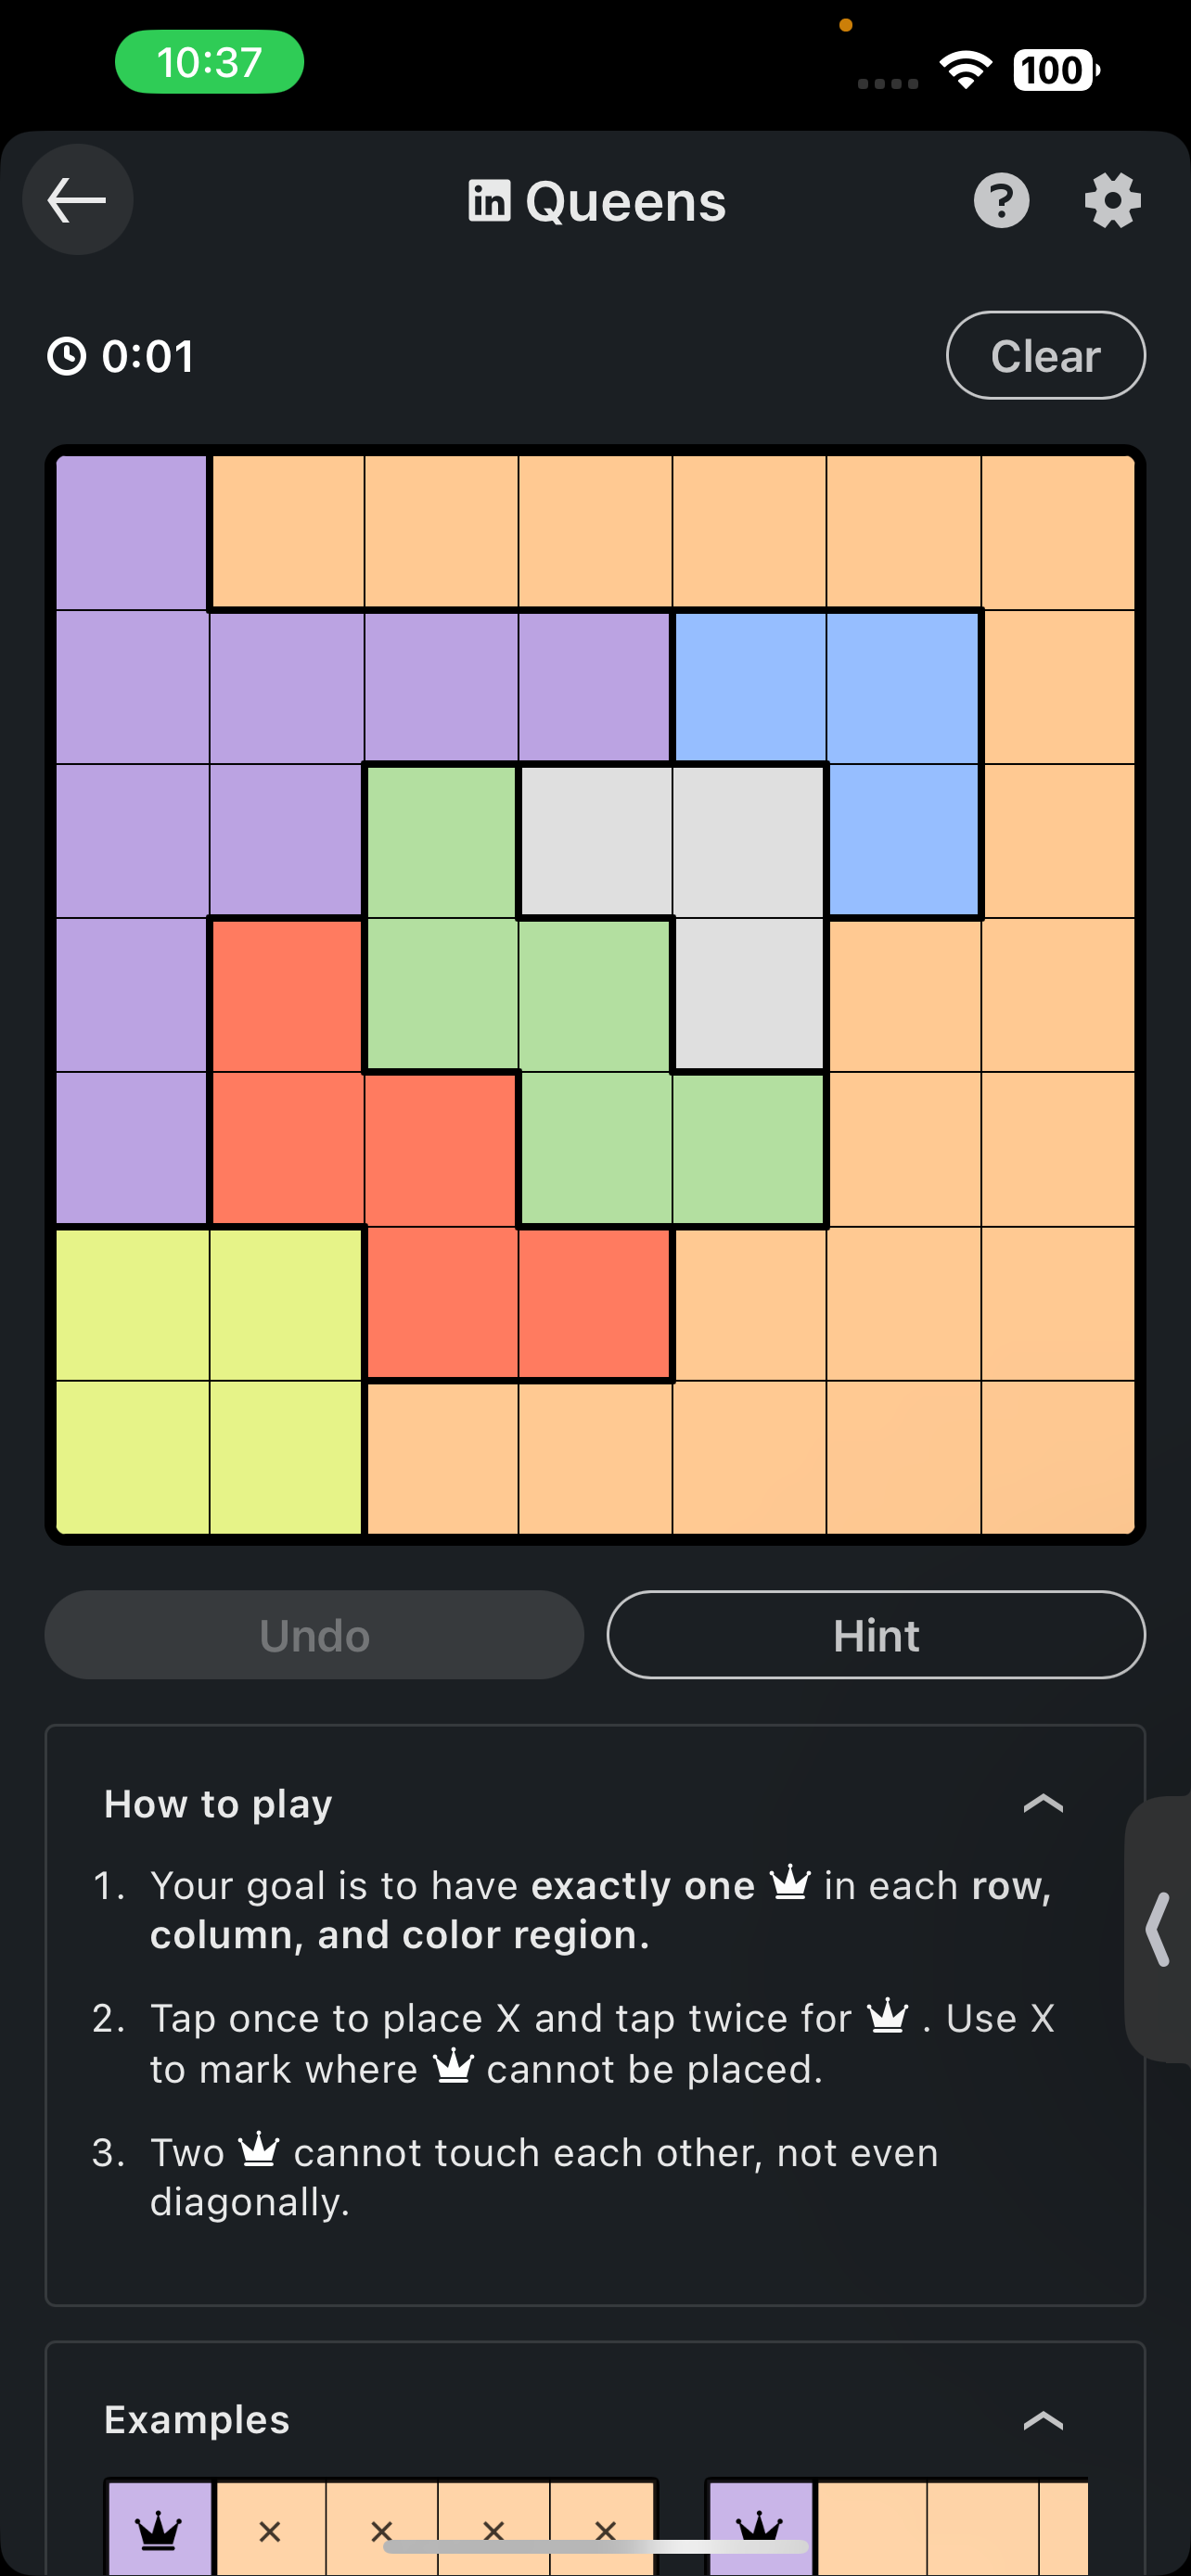 10:37
100
in Queens
?
0:01
Clear
Undo
Hint
How to play
1. Your goal is to have exactly one in each row,
column, and color region.
2. Tap once to place X and tap twice for . Use X
to mark where cannot be placed.
3. Two cannot touch each other, not even
diagonally.
Examples